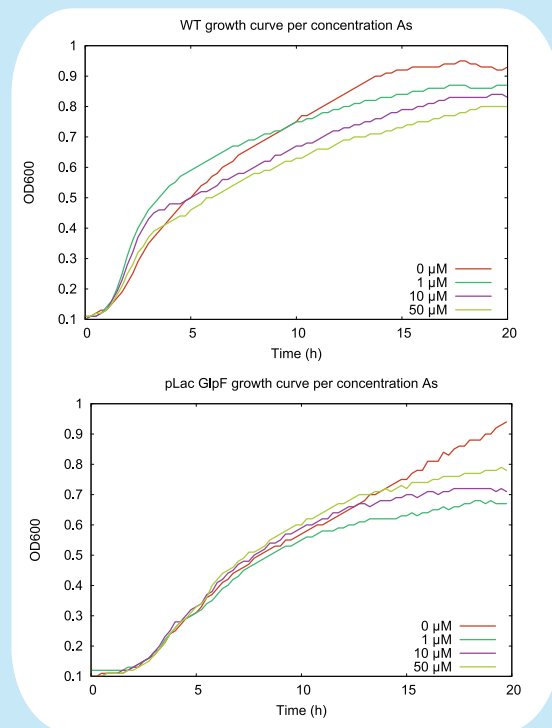 WT growth curve per concentration As
OD600
1
0.9
0.8
0.7
0.6
0.5
0.4
0.3
0.2
0.1
0 µM
1 µM
10 µM
50 µM
0 5 10 15 20
Time (h)
pLac GlpF growth curve per concentration As
OD600
1
0.9
0.8
0.7
0.6
0.5
0.4
0.3
0.2
0.1
0 µM
1 µM
10 µM
50 µM
0 5 10 15 20
Time (h)